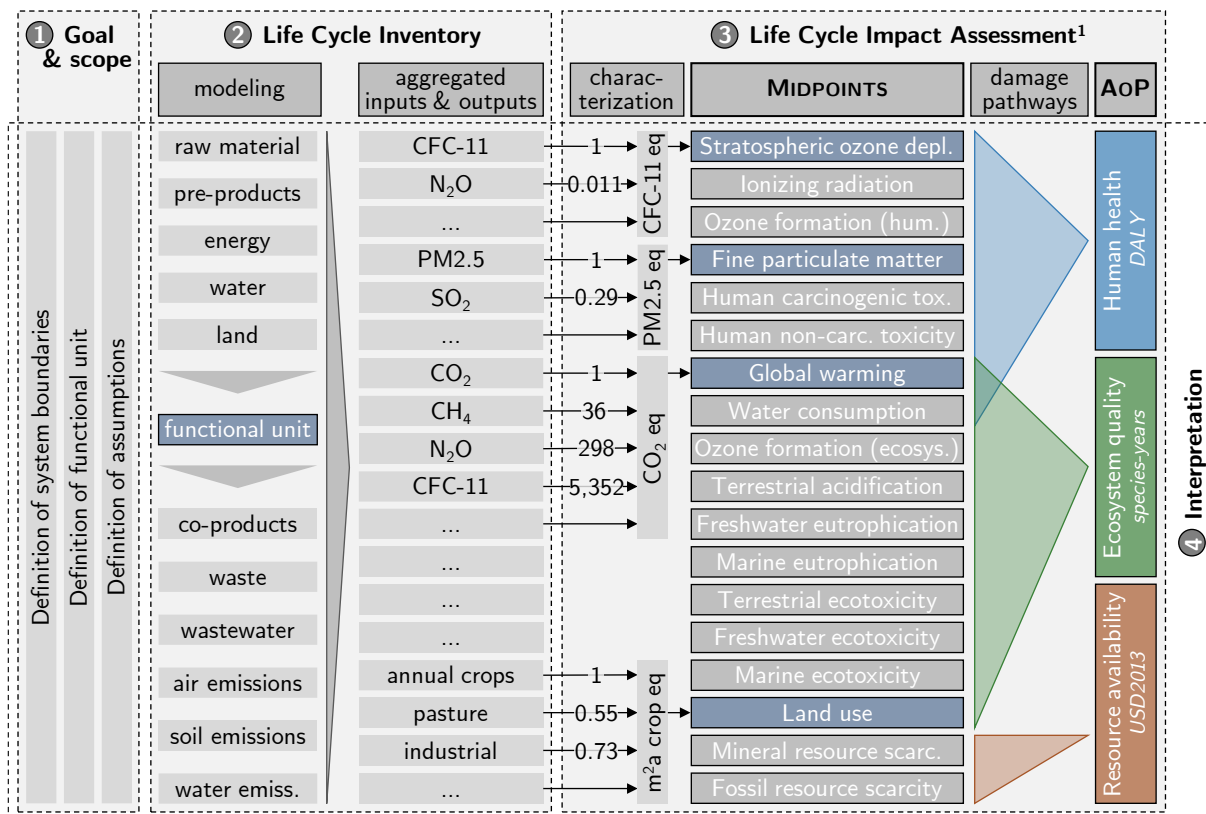 1 Goal
& scope
2 Life Cycle Inventory
3 Life Cycle Impact Assessment¹
modeling
aggregated
inputs & outputs
charac-
terization
MIDPOINTS
damage
pathways
AOP
Definition of system boundaries
Definition of functional unit
Definition of assumptions
raw material
pre-products
energy
water
land
functional unit
co-products
waste
wastewater
air emissions
soil emissions
water emiss.
CFC-11
N₂O
...
PM2.5
SO₂
...
CO₂
CH₄
N₂O
CFC-11
...
...
...
...
annual crops
pasture
industrial
...
1
0.011
1
0.29
1
36
298
5,352
1
0.55
0.73
CFC-11 eq
PM2.5 eq
CO₂ eq
m²a crop eq
Stratospheric ozone depl.
Ionizing radiation
Ozone formation (hum.)
Fine particulate matter
Human carcinogenic tox.
Human non-carc. toxicity
Global warming
Water consumption
Ozone formation (ecosys.)
Terrestrial acidification
Freshwater eutrophication
Marine eutrophication
Terrestrial ecotoxicity
Freshwater ecotoxicity
Marine ecotoxicity
Land use
Mineral resource scarc.
Fossil resource scarcity
Human health
DALY
Ecosystem quality
species-years
Resource availability
USD2013
4 Interpretation